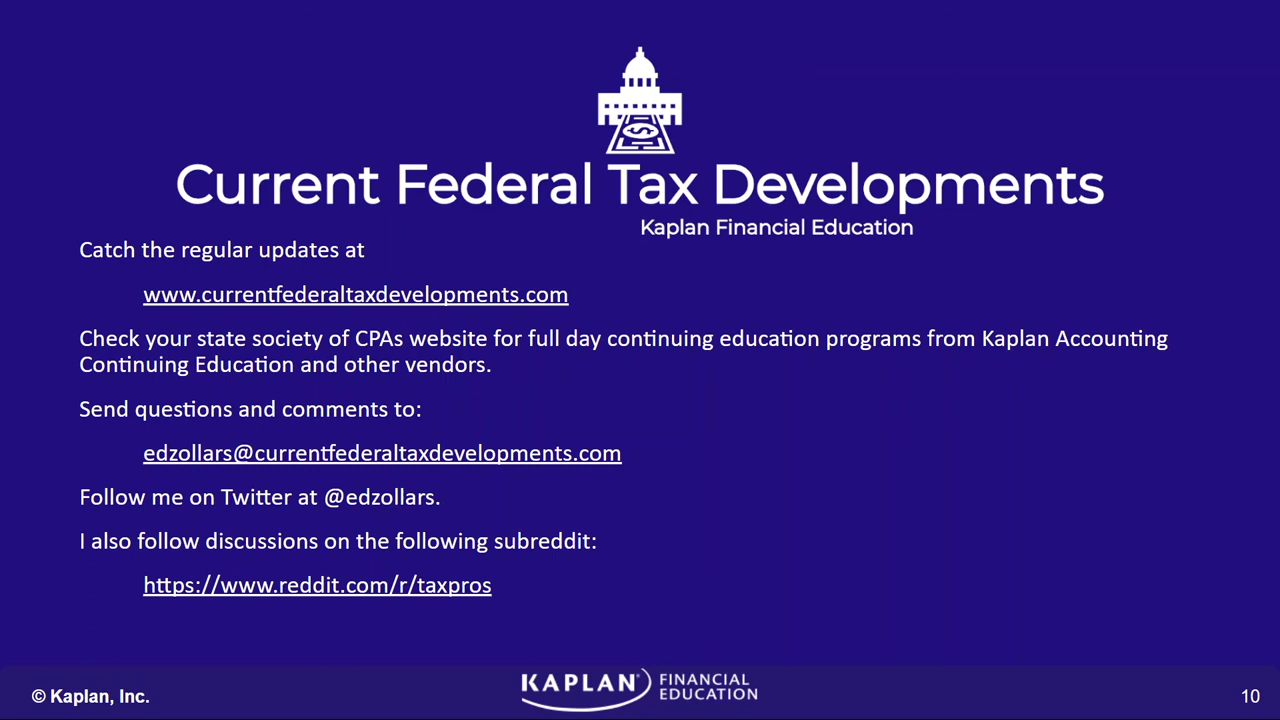 Current Federal Tax Developments
Kaplan Financial Education
Catch the regular updates at
www.currentfederaltaxdevelopments.com
Check your state society of CPAs website for full day continuing education programs from Kaplan Accounting
Continuing Education and other vendors.
Send questions and comments to:
edzollars@currentfederaltaxdevelopments.com
Follow me on Twitter at @edzollars.
I also follow discussions on the following subreddit:
https://www.reddit.com/r/taxpros
© Kaplan, Inc.
KAPLAN FINANCIAL
EDUCATION
10